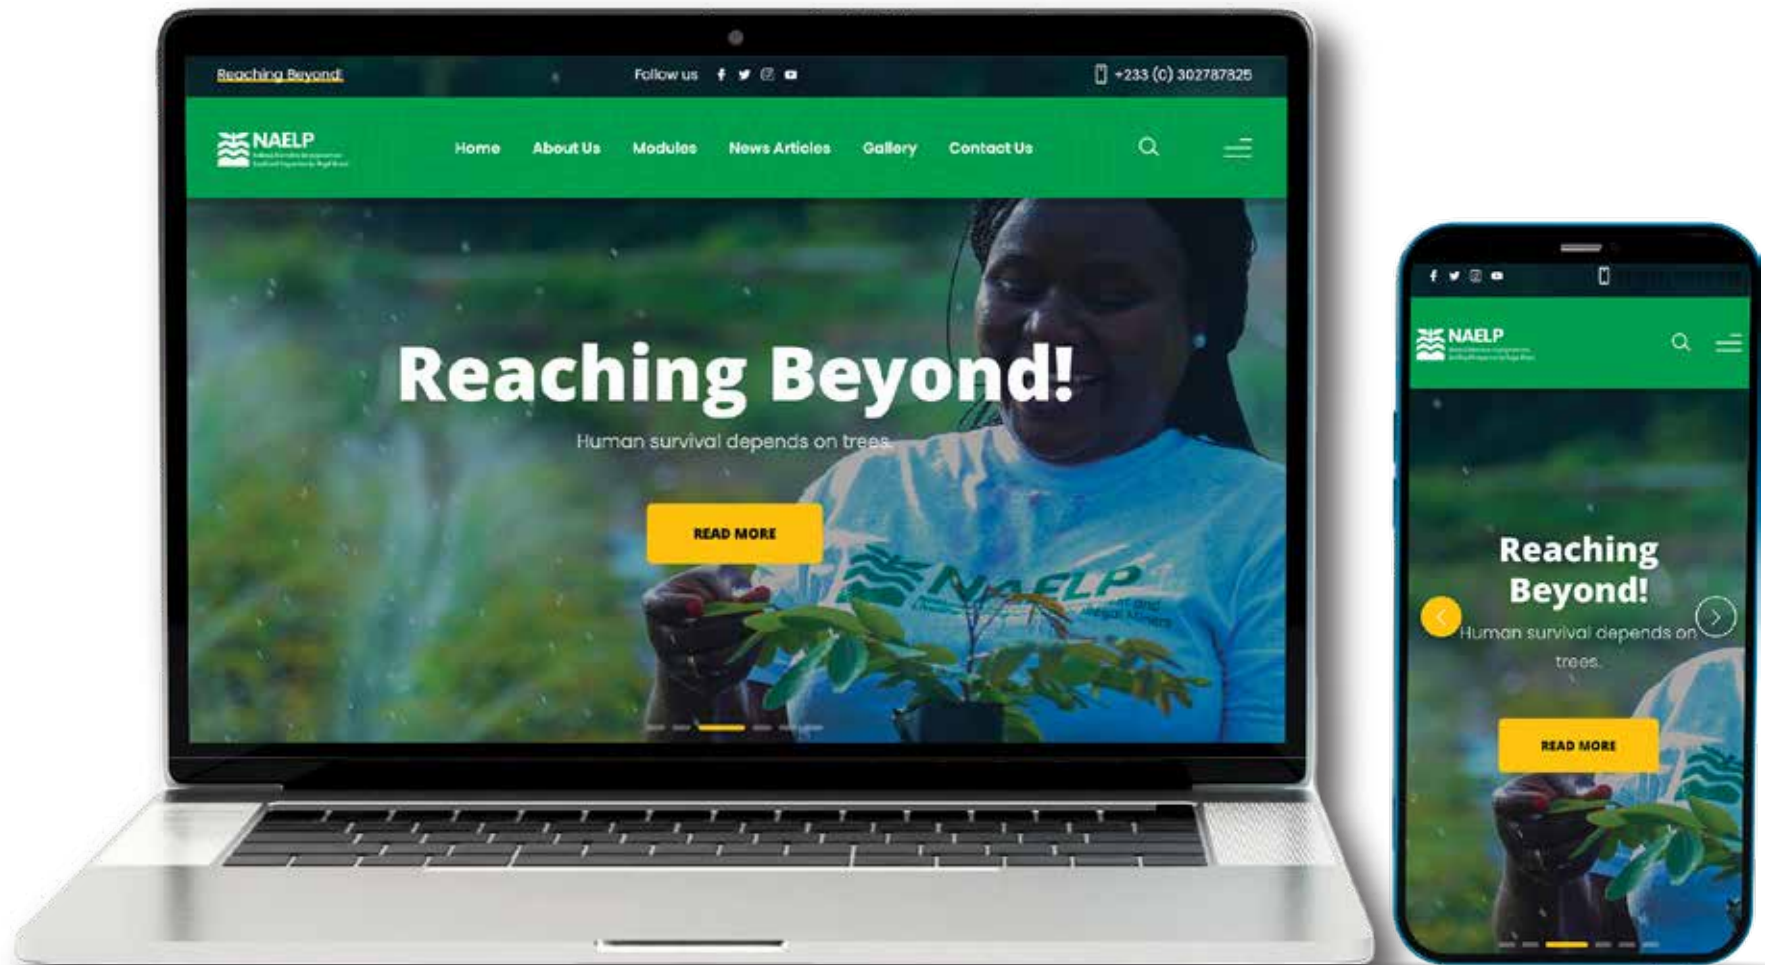 Reaching Beyond!
Follow us
+233 (0) 302787825
NAELP
Home About Us Modules News Articles Gallery Contact Us
Reaching Beyond!
Human survival depends on trees.
READ MORE
NAELP
NAELP
Reaching
Beyond!
Human survival depends on
trees.
READ MORE